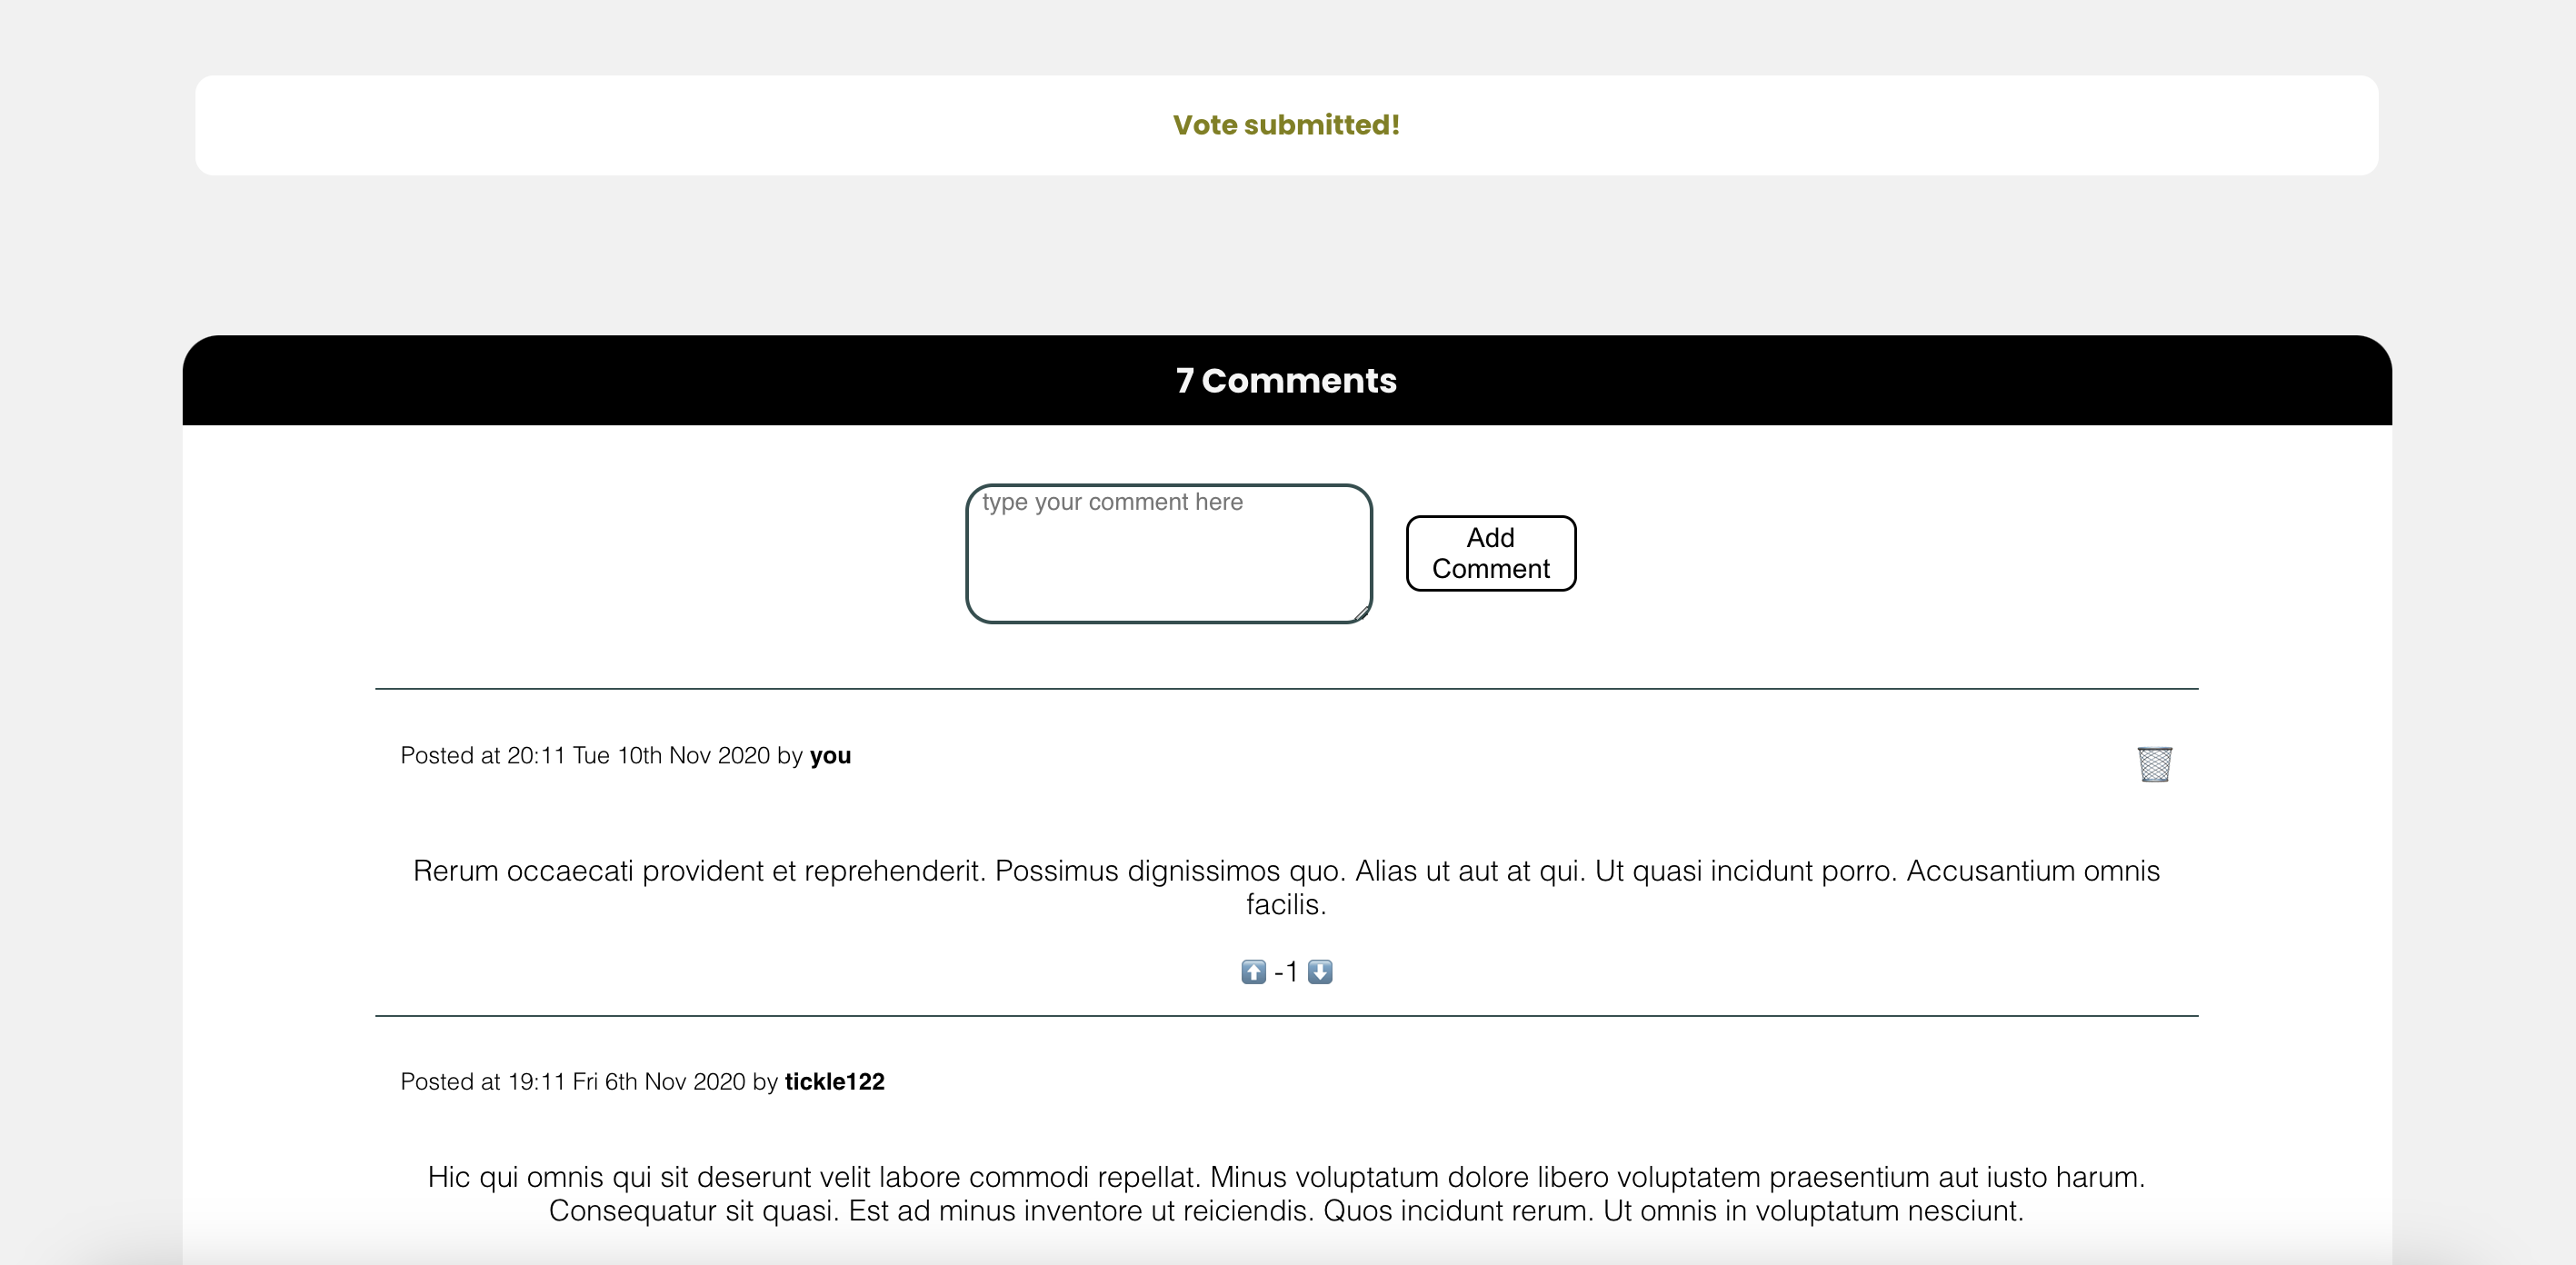 Vote submitted!
7 Comments
type your comment here
Add
Comment
Posted at 20:11 Tue 10th Nov 2020 by you
Rerum occaecati provident et reprehenderit. Possimus dignissimos quo. Alias ut aut at qui. Ut quasi incidunt porro. Accusantium omnis
facilis.
-1
Posted at 19:11 Fri 6th Nov 2020 by tickle122
Hic qui omnis qui sit deserunt velit labore commodi repellat. Minus voluptatum dolore libero voluptatem praesentium aut iusto harum.
Consequatur sit quasi. Est ad minus inventore ut reiciendis. Quos incidunt rerum. Ut omnis in voluptatum nesciunt.